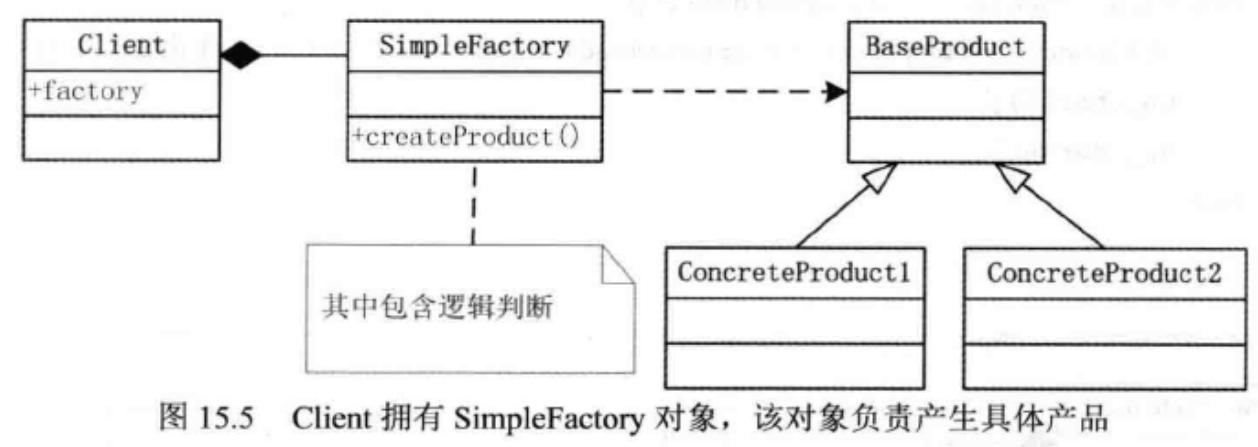 Client
+factory
SimpleFactory
+createProduct()
BaseProduct
其中包含逻辑判断
ConcreteProduct1
ConcreteProduct2
图 15.5 Client 拥有 SimpleFactory 对象，该对象负责产生具体产品